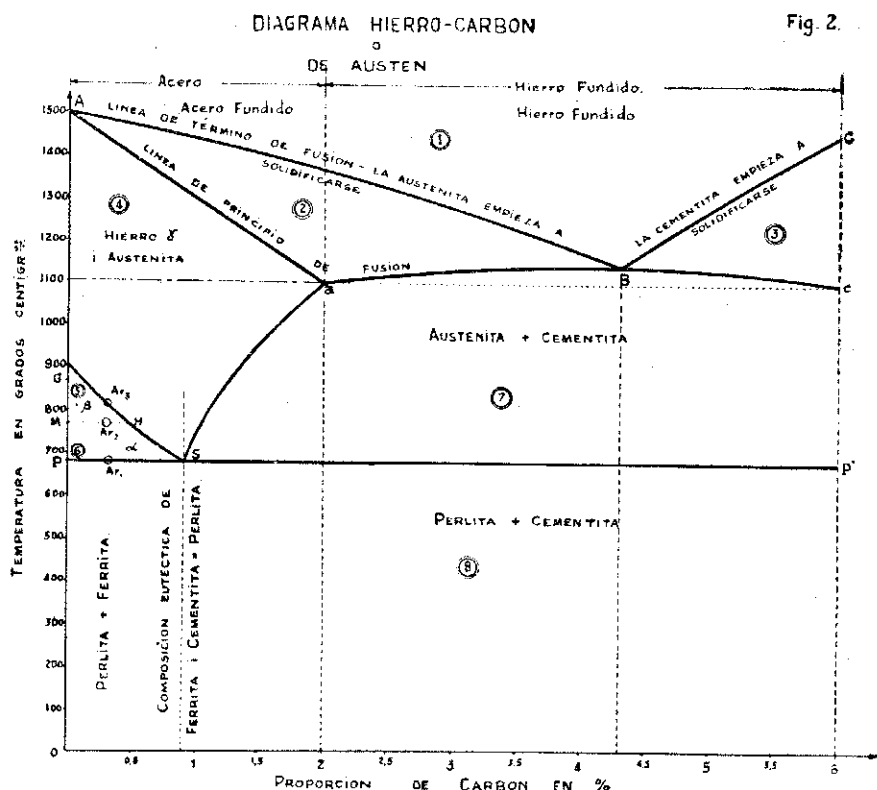 DIAGRAMA HIERRO-CARBON
Fig. 2.
o
DE AUSTEN
Acero
Hierro Fundido.
Acero Fundido
Hierro Fundido
A
LINEA DE TÉRMINO DE FUSION - LA AUSTENITA EMPIEZA A
SOLIDIFICARSE
LA CEMENTITA EMPIEZA A
SOLIDIFICARSE
C
LINEA DE PRINCIPIO DE FUSION
1
2
3
4
HIERRO γ
i AUSTENITA
a
B
c
AUSTENITA + CEMENTITA
7
G
5
Ar₃
β
M
Ar₂
H
α
6
S
P
Ar₁
P'
PERLITA + CEMENTITA
8
PERLITA + FERRITA
COMPOSICION EUTÉCTICA DE
FERRITA i CEMENTITA = PERLITA
TEMPERATURA EN GRADOS CENTIGR
1500
1400
1300
1200
1100
1000
900
800
700
600
500
400
300
200
100
0
0,5
1
1,5
2
2,5
3
3,5
4
4,5
5
5,5
6
PROPORCION DE CARBON EN %